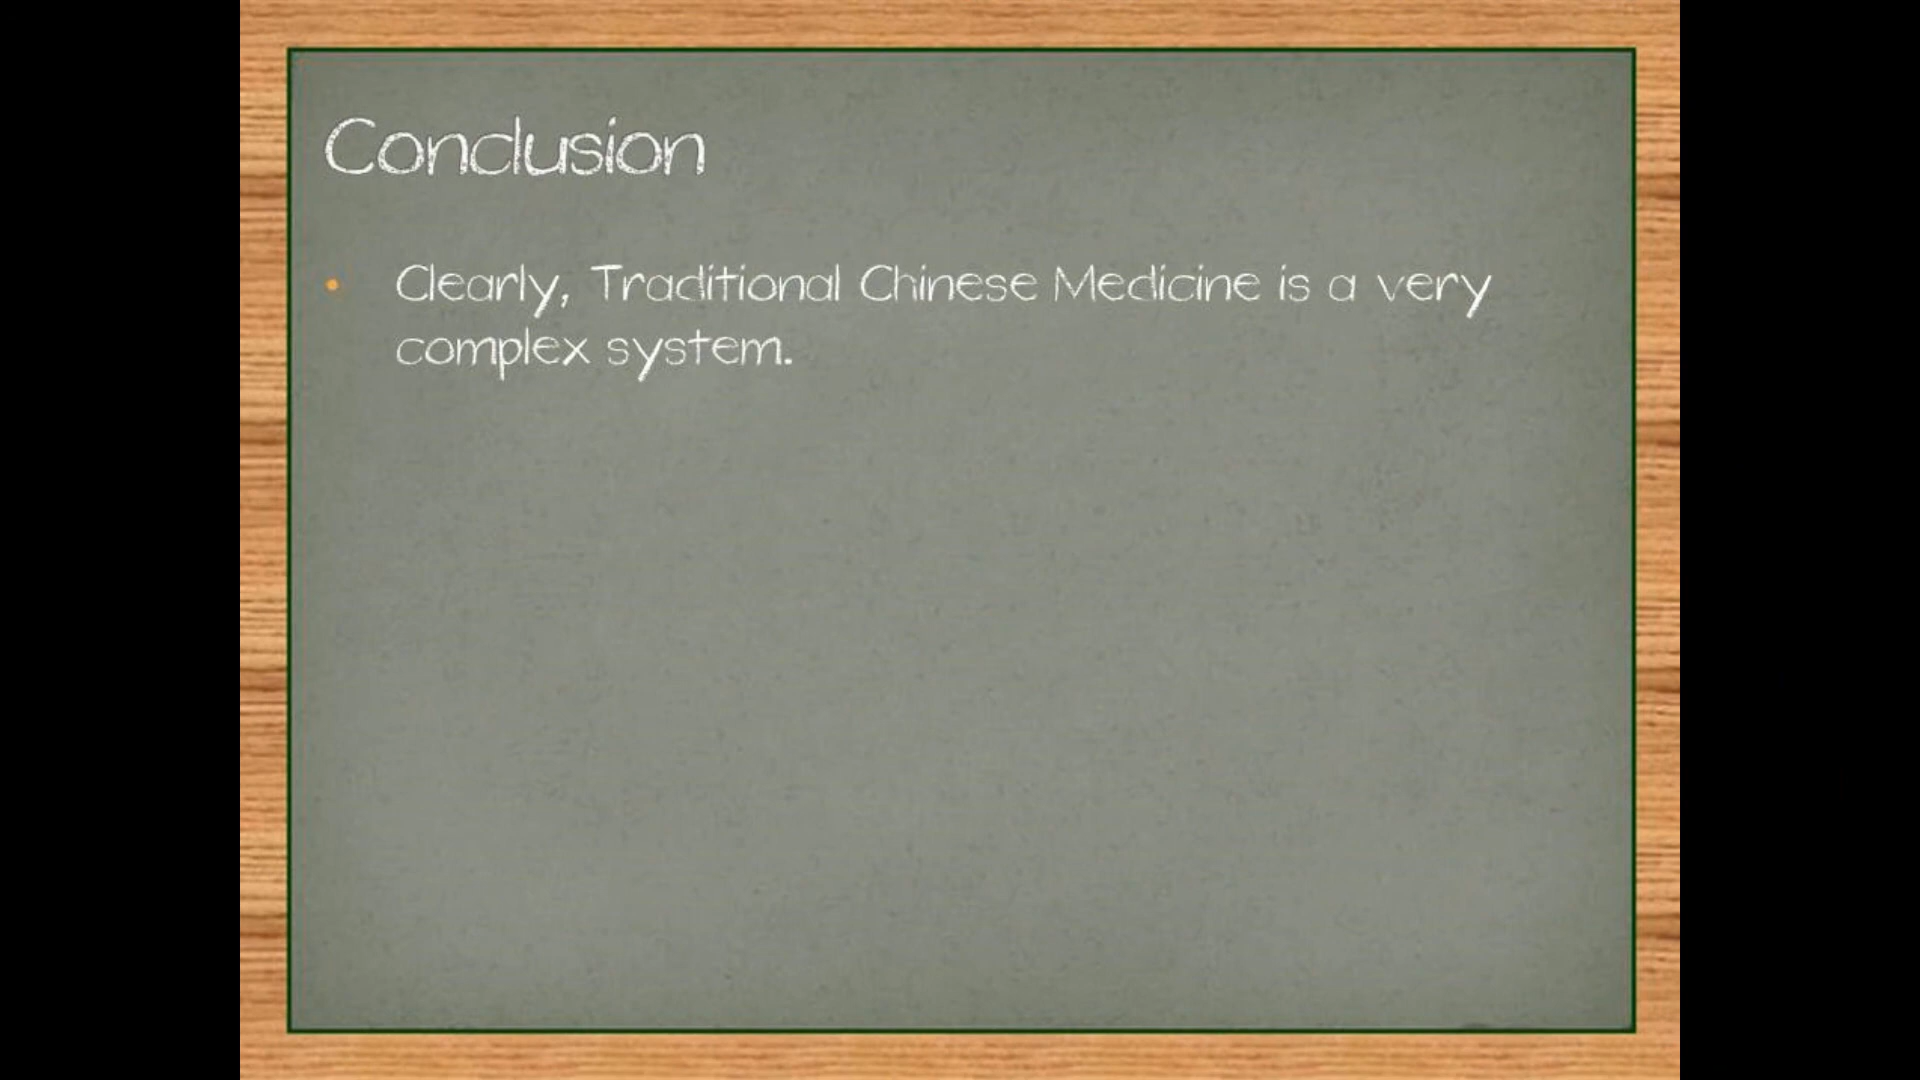 Conclusion
• Clearly, Traditional Chinese Medicine is a very
complex system.